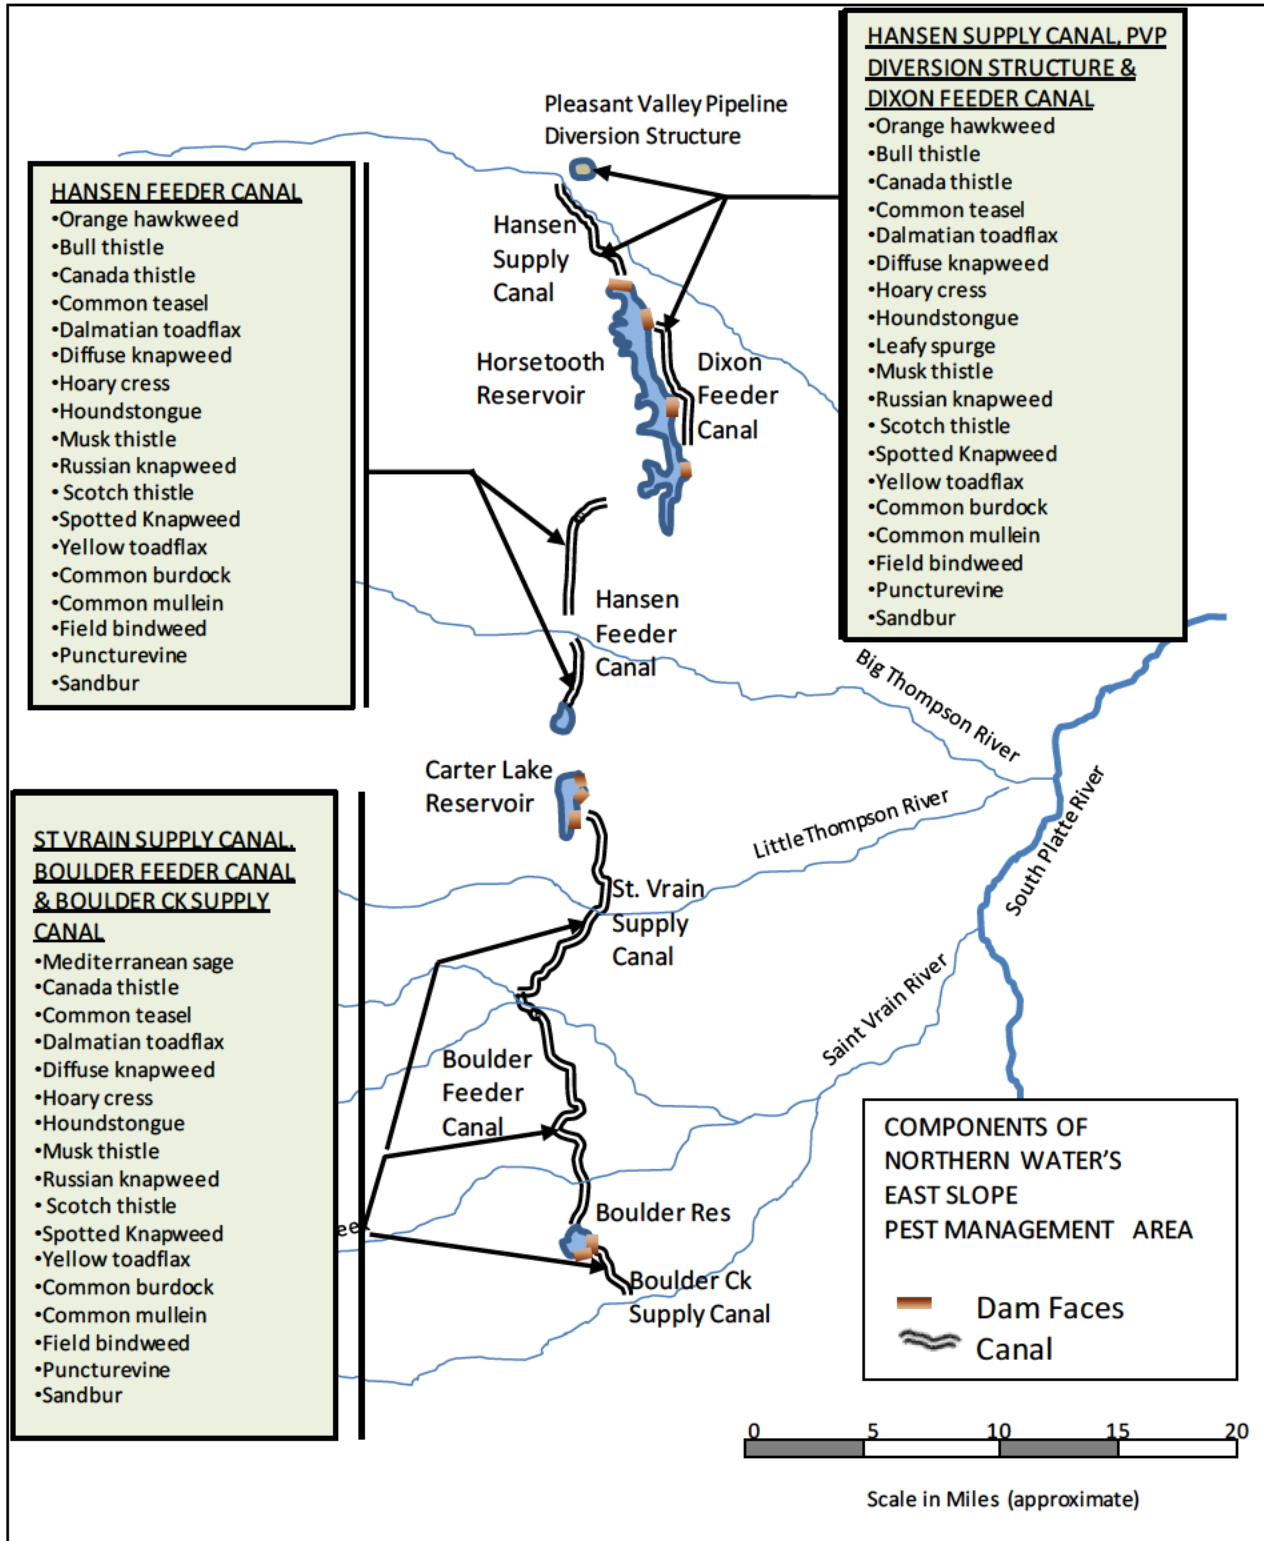 Pleasant Valley Pipeline
Diversion Structure
HANSEN SUPPLY CANAL, PVP
DIVERSION STRUCTURE &
DIXON FEEDER CANAL
•Orange hawkweed
•Bull thistle
•Canada thistle
•Common teasel
•Dalmatian toadflax
•Diffuse knapweed
•Hoary cress
•Houndstongue
•Leafy spurge
•Musk thistle
•Russian knapweed
• Scotch thistle
•Spotted Knapweed
•Yellow toadflax
•Common burdock
•Common mullein
•Field bindweed
•Puncturevine
•Sandbur
HANSEN FEEDER CANAL
•Orange hawkweed
•Bull thistle
•Canada thistle
•Common teasel
•Dalmatian toadflax
•Diffuse knapweed
•Hoary cress
•Houndstongue
•Musk thistle
•Russian knapweed
• Scotch thistle
•Spotted Knapweed
•Yellow toadflax
•Common burdock
•Common mullein
•Field bindweed
•Puncturevine
•Sandbur
Hansen
Supply
Canal
Horsetooth
Reservoir
Dixon
Feeder
Canal
Hansen
Feeder
Canal
Big Thompson River
Carter Lake
Reservoir
Little Thompson River
South Platte River
ST VRAIN SUPPLY CANAL,
BOULDER FEEDER CANAL
& BOULDER CK SUPPLY
CANAL
•Mediterranean sage
•Canada thistle
•Common teasel
•Dalmatian toadflax
•Diffuse knapweed
•Hoary cress
•Houndstongue
•Musk thistle
•Russian knapweed
• Scotch thistle
•Spotted Knapweed
•Yellow toadflax
•Common burdock
•Common mullein
•Field bindweed
•Puncturevine
•Sandbur
St. Vrain
Supply
Canal
Saint Vrain River
Boulder
Feeder
Canal
Boulder Res
Boulder Ck
Supply Canal
COMPONENTS OF
NORTHERN WATER'S
EAST SLOPE
PEST MANAGEMENT AREA
Dam Faces
Canal
0 5 10 15 20
Scale in Miles (approximate)